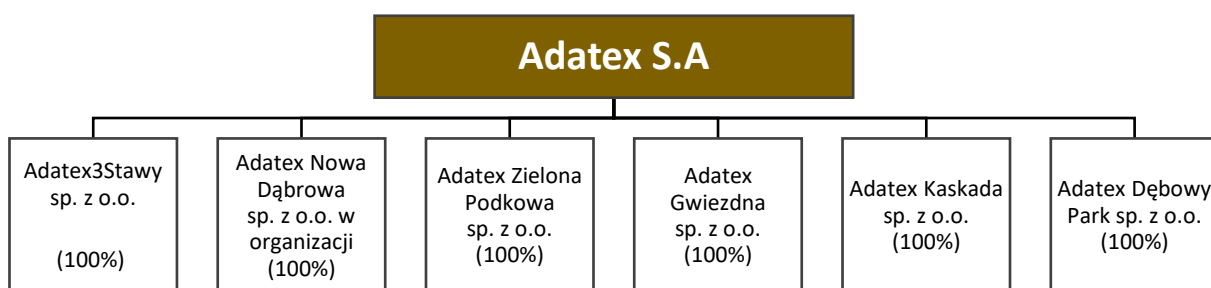 Adatex S.A
Adatex3Stawy
sp. z o.o.
(100%)
Adatex Nowa
Dąbrowa
sp. z o.o. w
organizacji
(100%)
Adatex Zielona
Podkowa
sp. z o.o.
(100%)
Adatex
Gwiezdna
sp. z o.o.
(100%)
Adatex Kaskada
sp. z o.o.
(100%)
Adatex Dębowy
Park sp. z o.o.
(100%)